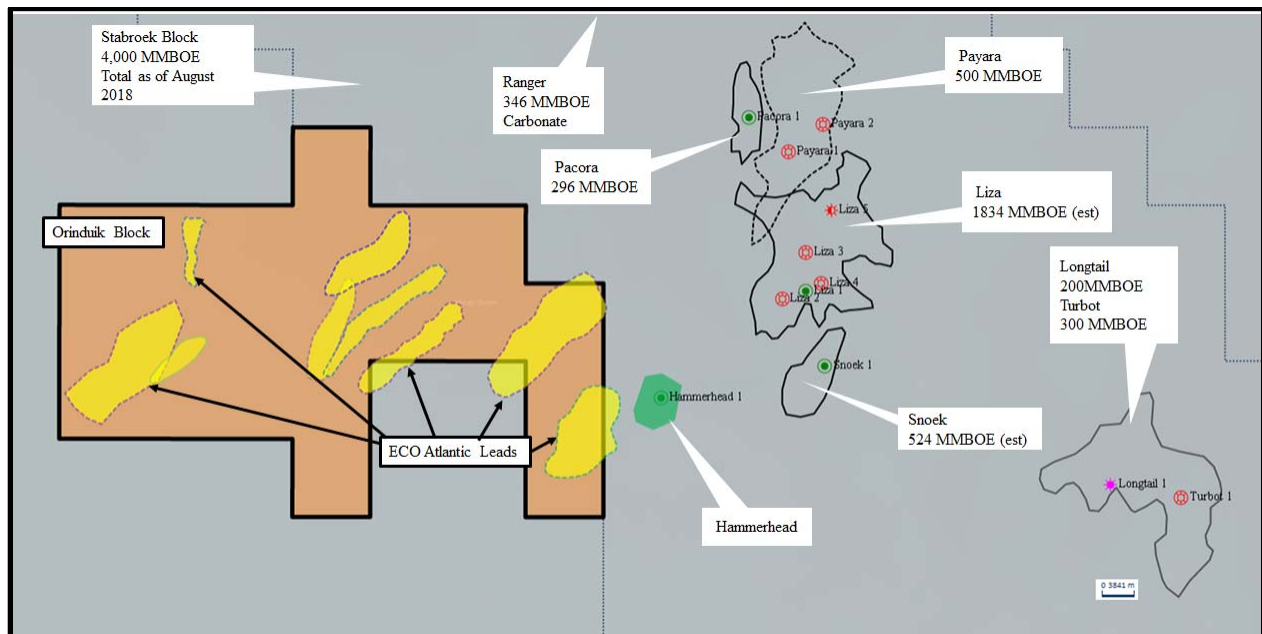 Stabroek Block
4,000 MMBOE
Total as of August
2018
Ranger
346 MMBOE
Carbonate
Payara
500 MMBOE
Pacora
296 MMBOE
Pacora 1
Payara 2
Payara 1
Liza
1834 MMBOE (est)
Liza 5
Liza 3
Liza 4
Liza 1
Liza 2
Orinduik Block
Longtail
200MMBOE
Turbot
300 MMBOE
Snoek 1
Snoek
524 MMBOE (est)
Hammerhead 1
ECO Atlantic Leads
Hammerhead
Longtail 1
Turbot 1
0 3841 m